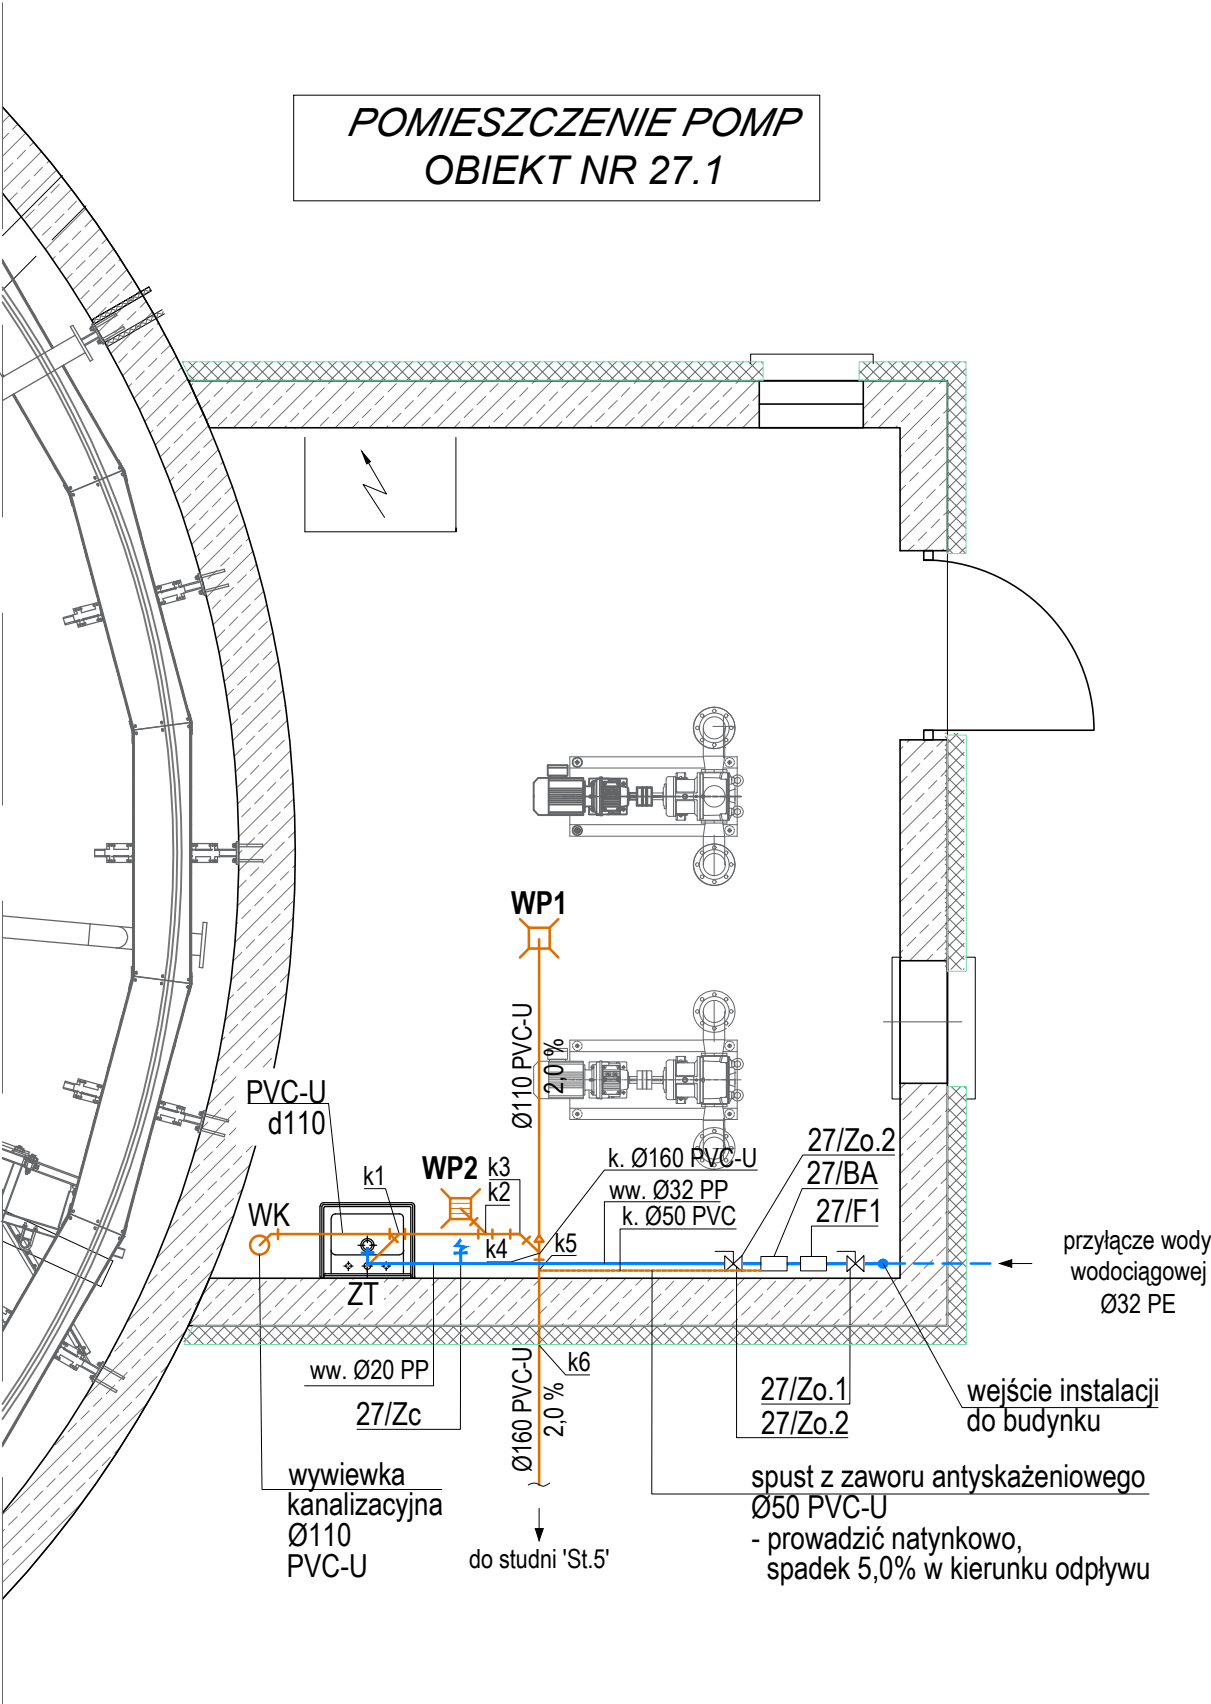 POMIESZCZENIE POMP
OBIEKT NR 27.1
WP1
Ø110 PVC-U
2,0 %
PVC-U
d110
k1
WP2
k3
k2
k. Ø160 PVC-U
ww. Ø32 PP
k. Ø50 PVC
27/Zo.2
27/BA
27/F1
WK
k4
k5
ZT
przyłącze wody
wodociągowej
Ø32 PE
ww. Ø20 PP
27/Zc
Ø160 PVC-U
2,0 %
k6
27/Zo.1
27/Zo.2
wejście instalacji
do budynku
wywiewka
kanalizacyjna
Ø110
PVC-U
do studni 'St.5'
spust z zaworu antyskażeniowego
Ø50 PVC-U
- prowadzić natynkowo,
spadek 5,0% w kierunku odpływu